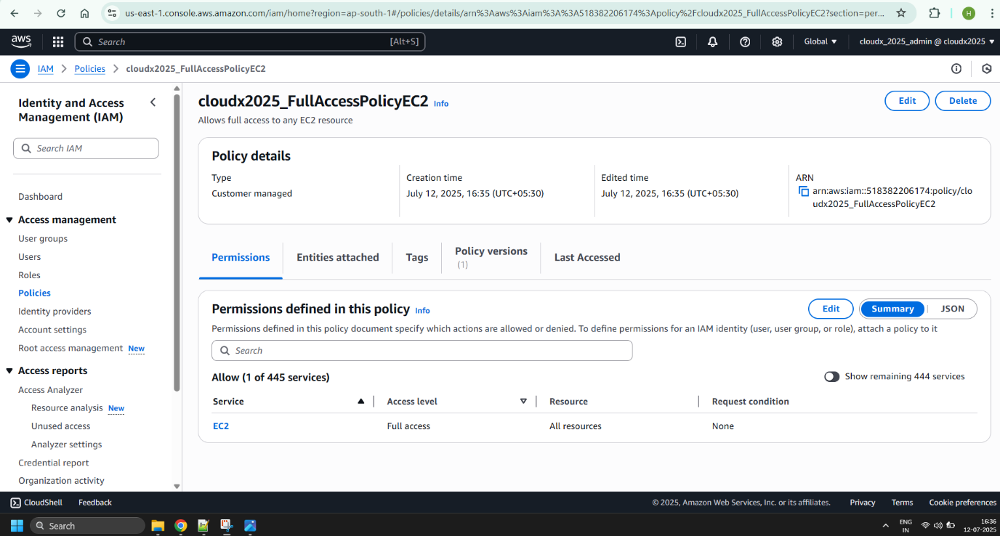 us-east-1.console.aws.amazon.com/iam/home?region=ap-south-1#/policies/details/arn%3Aaws%3Aiam%3A%3A518382206174%3Apolicy%2Fcloudx2025_FullAccessPolicyEC2?section=per...
H
aws
Search
[Alt+S]
Global
cloudx_2025_admin @ cloudx2025
IAM
Policies
cloudx2025_FullAccessPolicyEC2
Identity and Access
Management (IAM)
Search IAM
Dashboard
Access management
User groups
Users
Roles
Policies
Identity providers
Account settings
Root access management New
Access reports
Access Analyzer
Resource analysis New
Unused access
Analyzer settings
Credential report
Organization activity
cloudx2025_FullAccessPolicyEC2 Info
Edit
Delete
Allows full access to any EC2 resource
Policy details
Type
Customer managed
Creation time
July 12, 2025, 16:35 (UTC+05:30)
Edited time
July 12, 2025, 16:35 (UTC+05:30)
ARN
arn:aws:iam::518382206174:policy/clo
udx2025_FullAccessPolicyEC2
Permissions
Entities attached
Tags
Policy versions
(1)
Last Accessed
Permissions defined in this policy Info
Edit
Summary
JSON
Permissions defined in this policy document specify which actions are allowed or denied. To define permissions for an IAM identity (user, user group, or role), attach a policy to it
Search
Allow (1 of 445 services)
Show remaining 444 services
Service
Access level
Resource
Request condition
EC2
Full access
All resources
None
CloudShell
Feedback
© 2025, Amazon Web Services, Inc. or its affiliates.
Privacy
Terms
Cookie preferences
Search
ENG
IN
16:36
12-07-2025